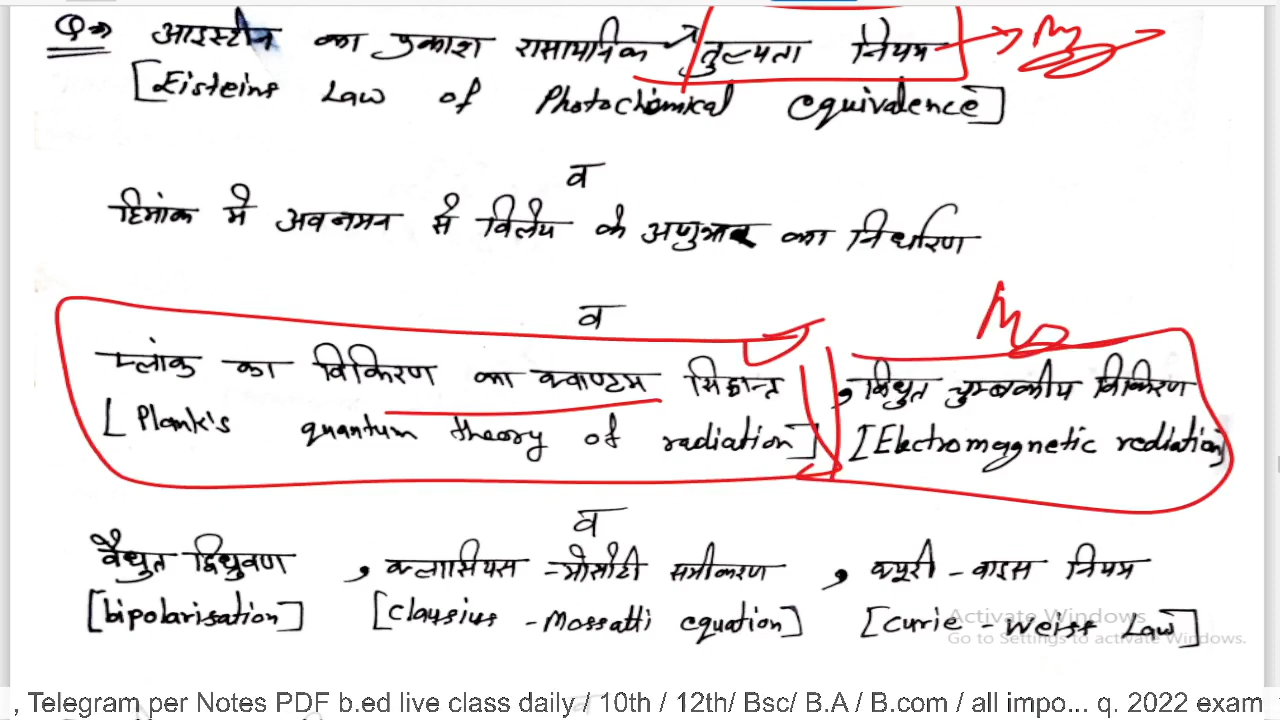 Q⇒ आइस्टीन का प्रकाश रासायनिक तुल्यता नियम
[Eisteins Law of Photochemical equivalence]
व
हिमांक में अवनमन से विलेय के अणुभार का निर्धारण
व
प्लांक का विकिरण का क्वाण्टम सिद्धान्त , विधुत चुम्बकीय विकिरण
[Plank's quantum theory of radiation] [Electromagnetic rediation]
व
वैधुत द्विध्रुवण , क्लासियस - मोसोटी समीकरण , क्यूरी - वाइस नियम
[bipolarisation] [clausius - Mossatti equation] [Curie - Weiss Law]
Activate Windows
Go to Settings to activate Windows.
, Telegram per Notes PDF b.ed live class daily / 10th / 12th/ Bsc/ B.A / B.com / all impo... q. 2022 exam